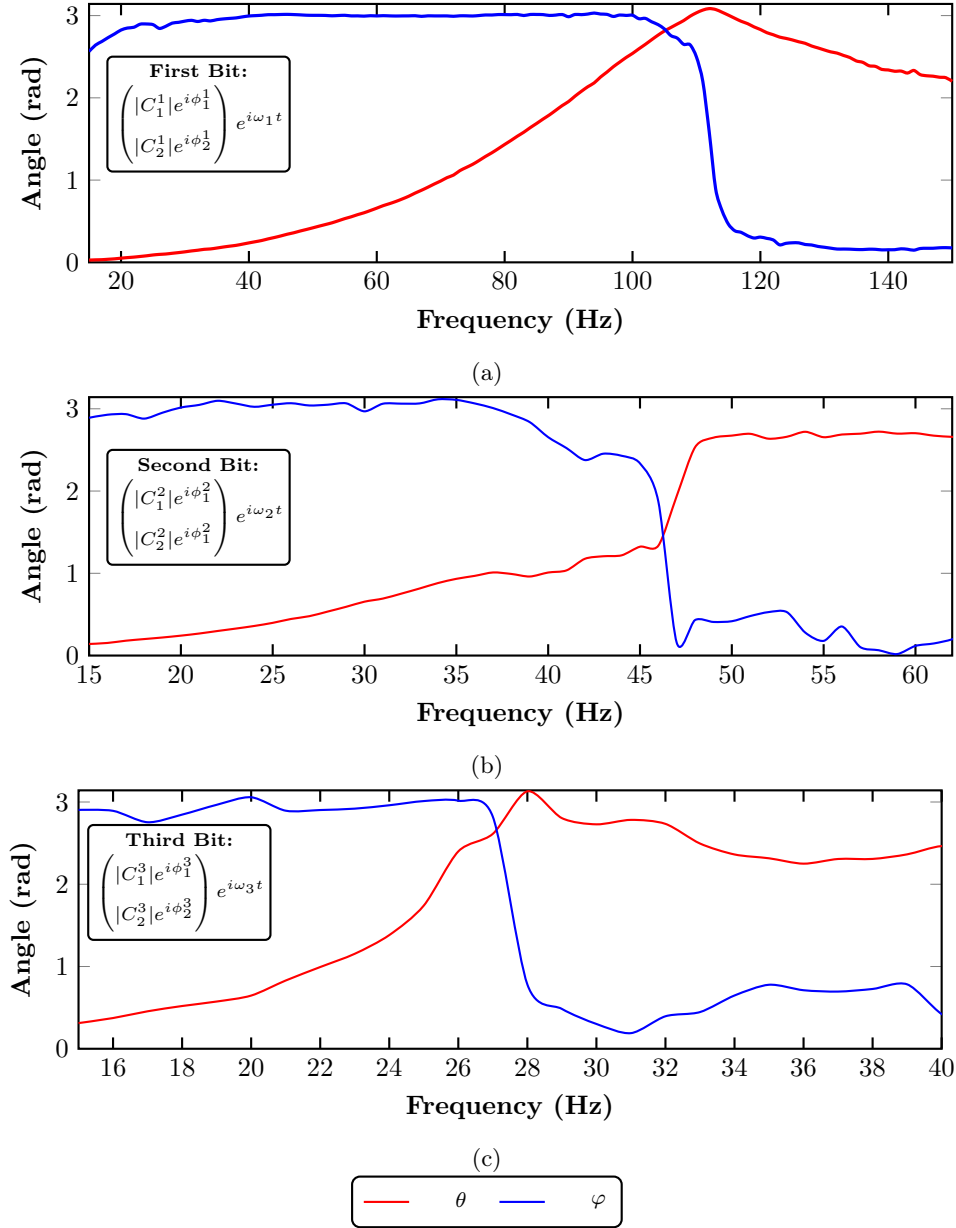 3
2
1
0
Angle (rad)
First Bit:
|C_1^1|e^{iϕ_1^1}
|C_2^1|e^{iϕ_2^1}
e^{iω_1t}
20 40 60 80 100 120 140
Frequency (Hz)
(a)
3
2
1
0
Angle (rad)
Second Bit:
|C_1^2|e^{iϕ_1^2}
|C_2^2|e^{iϕ_1^2}
e^{iω_2t}
15 20 25 30 35 40 45 50 55 60
Frequency (Hz)
(b)
3
2
1
0
Angle (rad)
Third Bit:
|C_1^3|e^{iϕ_1^3}
|C_2^3|e^{iϕ_2^3}
e^{iω_3t}
16 18 20 22 24 26 28 30 32 34 36 38 40
Frequency (Hz)
(c)
θ φ